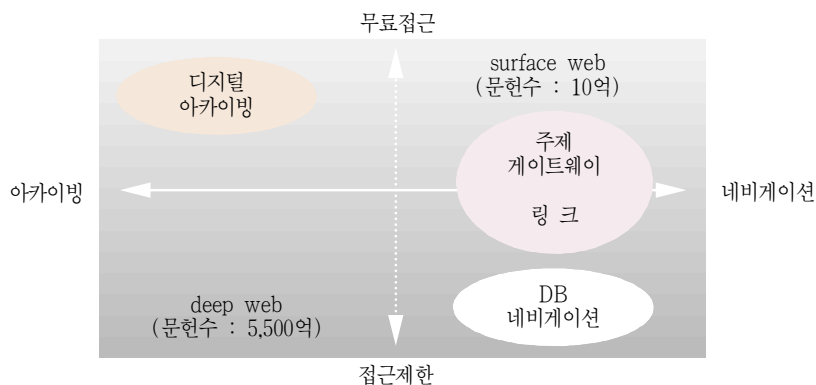 무료접근
디지털
아카이빙
surface web
(문헌수 : 10억)
주제
게이트웨이
링 크
아카이빙
네비게이션
deep web
(문헌수 : 5,500억)
DB
네비게이션
접근제한